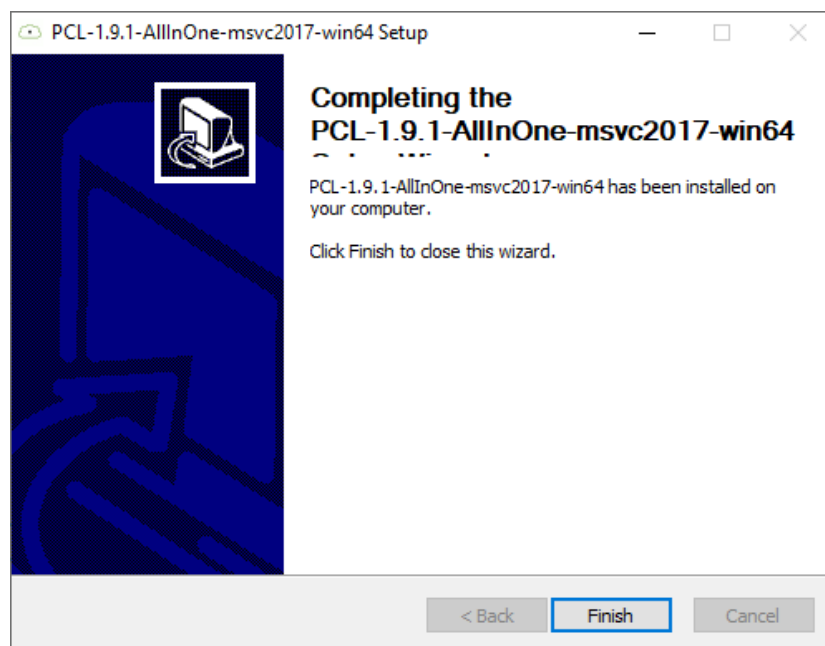 PCL-1.9.1-AllInOne-msvc2017-win64 Setup
Completing the
PCL-1.9.1-AllInOne-msvc2017-win64
PCL-1.9.1-AllInOne-msvc2017-win64 has been installed on
your computer.
Click Finish to close this wizard.
< Back
Finish
Cancel